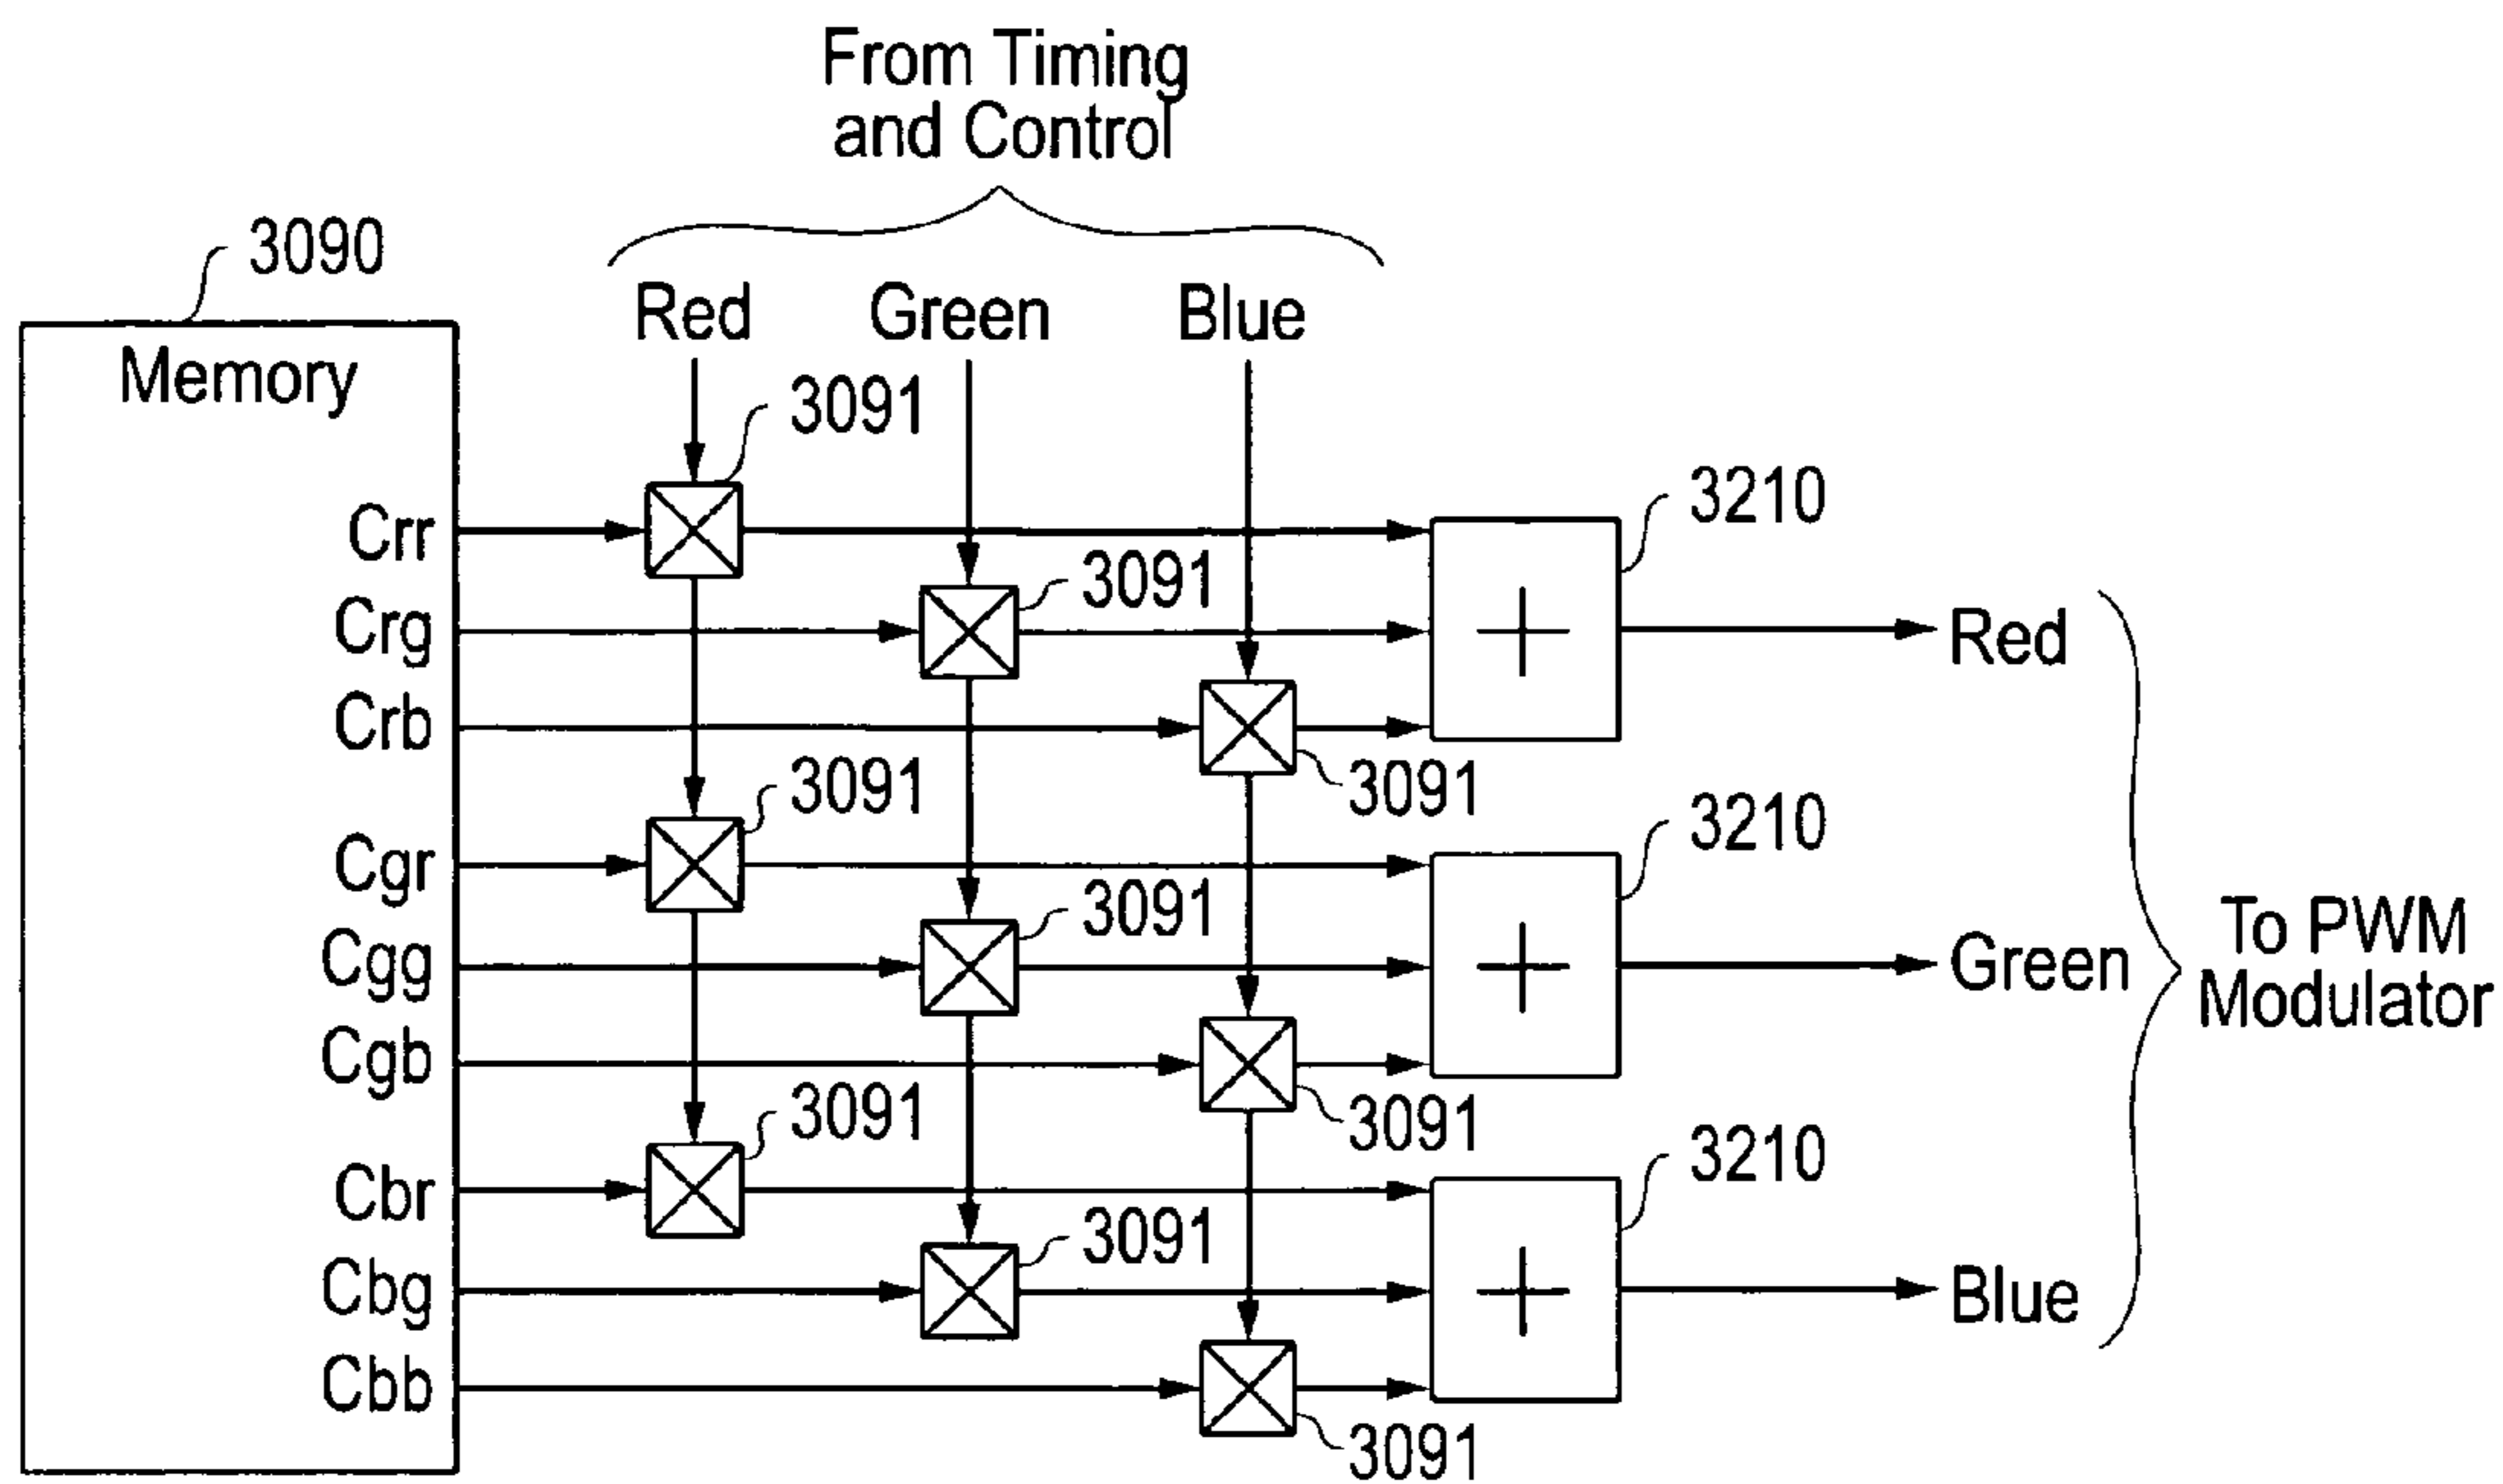 From Timing
and Control
3090
Red
Green
Blue
Memory
3091
Crr
3210
3091
Crg
Red
Crb
3091
3091
3210
Cgr
3091
Cgg
Green
To PWM
Modulator
Cgb
3091
3091
3210
Cbr
3091
Cbg
Blue
Cbb
3091